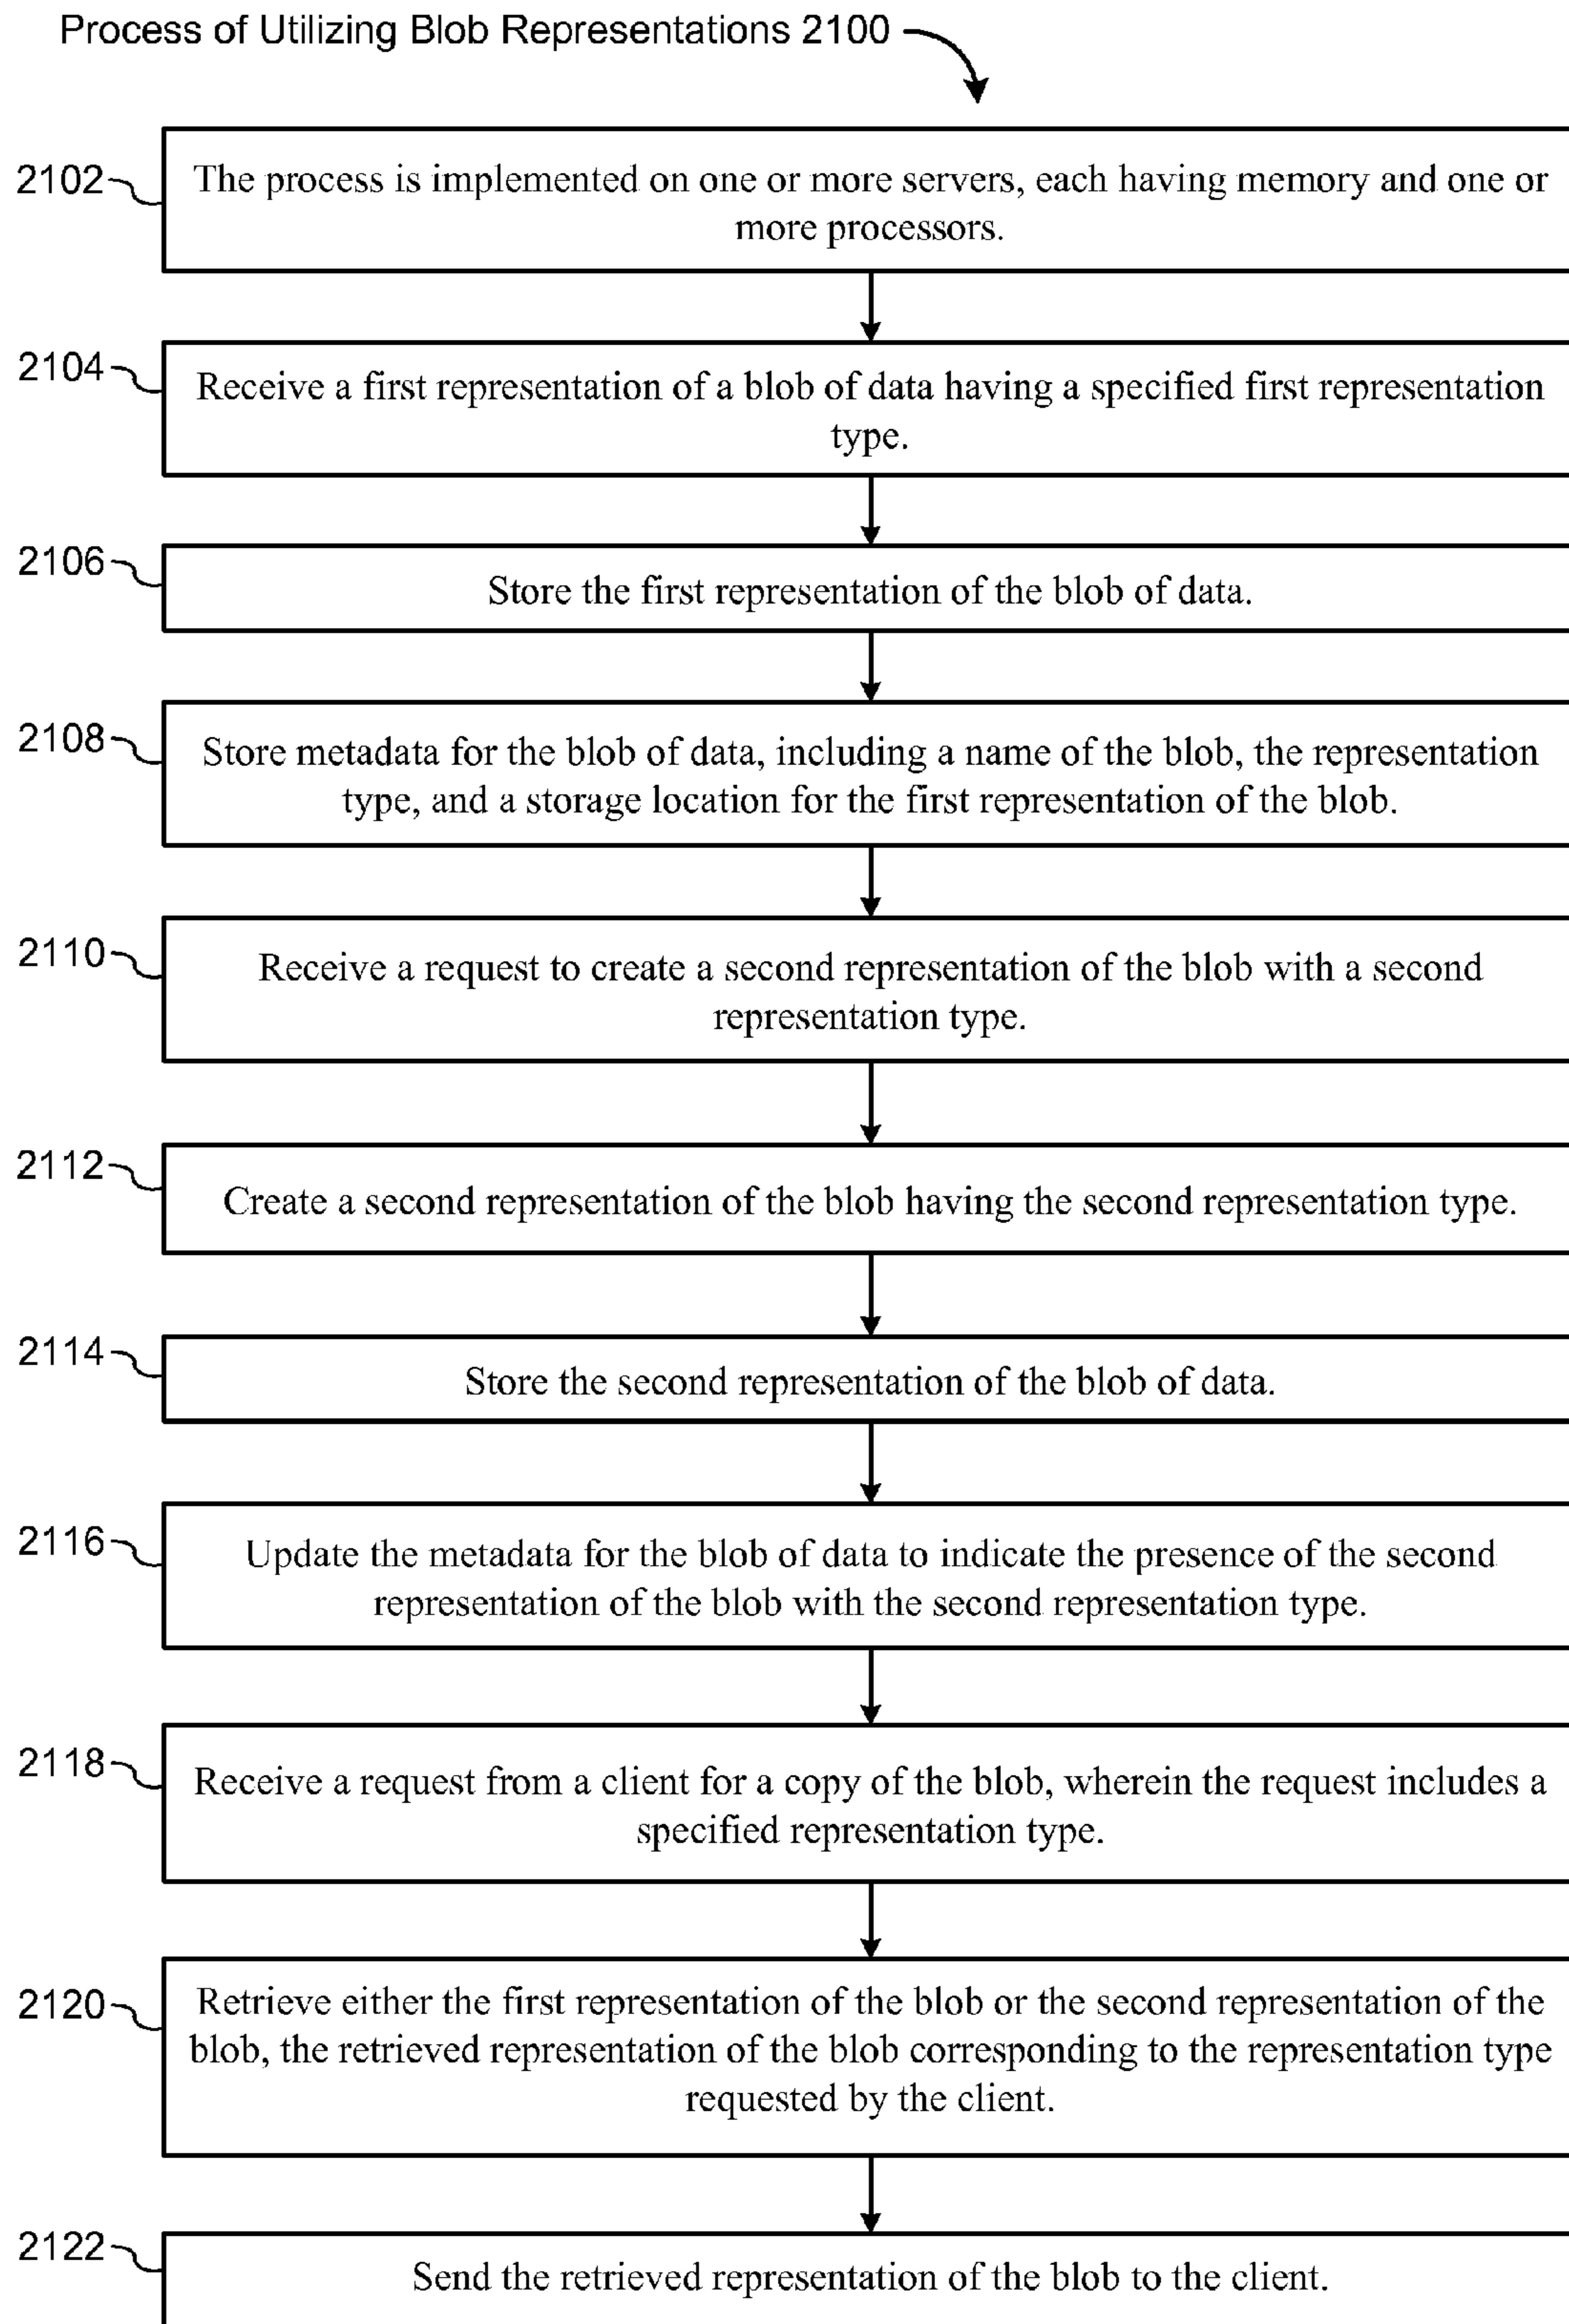 Process of Utilizing Blob Representations 2100
2102
The process is implemented on one or more servers, each having memory and one or
more processors.
2104
Receive a first representation of a blob of data having a specified first representation
type.
2106
Store the first representation of the blob of data.
2108
Store metadata for the blob of data, including a name of the blob, the representation
type, and a storage location for the first representation of the blob.
2110
Receive a request to create a second representation of the blob with a second
representation type.
2112
Create a second representation of the blob having the second representation type.
2114
Store the second representation of the blob of data.
2116
Update the metadata for the blob of data to indicate the presence of the second
representation of the blob with the second representation type.
2118
Receive a request from a client for a copy of the blob, wherein the request includes a
specified representation type.
2120
Retrieve either the first representation of the blob or the second representation of the
blob, the retrieved representation of the blob corresponding to the representation type
requested by the client.
2122
Send the retrieved representation of the blob to the client.